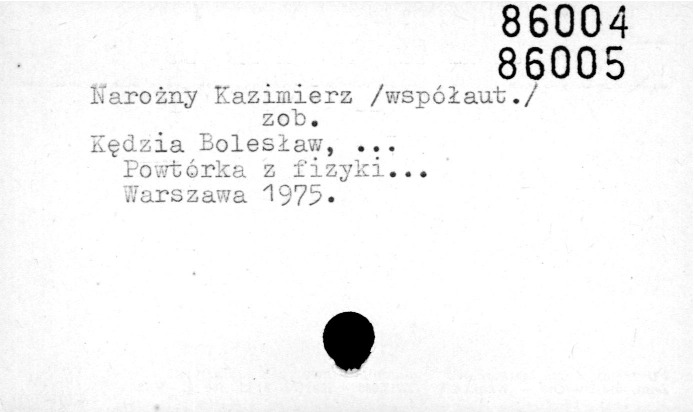 86004
86005
Narożny Kazimierz /współaut./
zob.
Kędzia Bolesław, ...
Powtórka z fizyki...
Warszawa 1975.